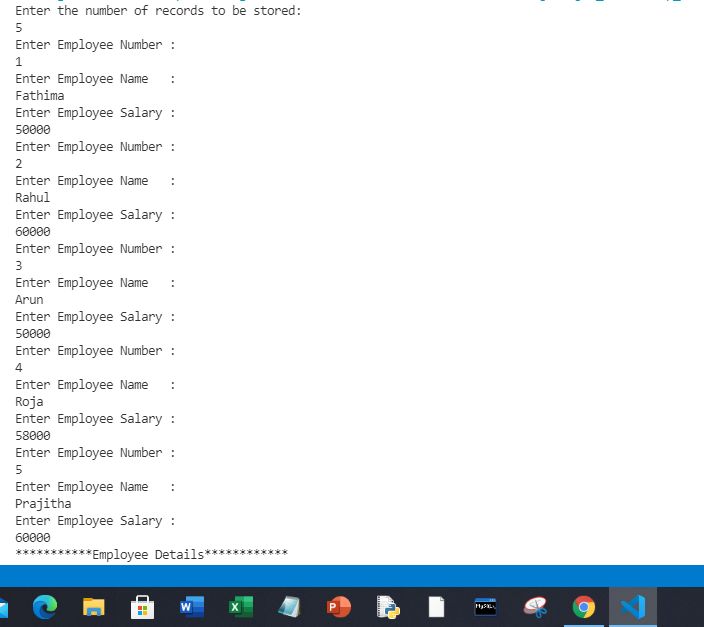 Enter the number of records to be stored:
5
Enter Employee Number :
1
Enter Employee Name   :
Fathima
Enter Employee Salary :
50000
Enter Employee Number :
2
Enter Employee Name   :
Rahul
Enter Employee Salary :
60000
Enter Employee Number :
3
Enter Employee Name   :
Arun
Enter Employee Salary :
50000
Enter Employee Number :
4
Enter Employee Name   :
Roja
Enter Employee Salary :
58000
Enter Employee Number :
5
Enter Employee Name   :
Prajitha
Enter Employee Salary :
60000
***********Employee Details************